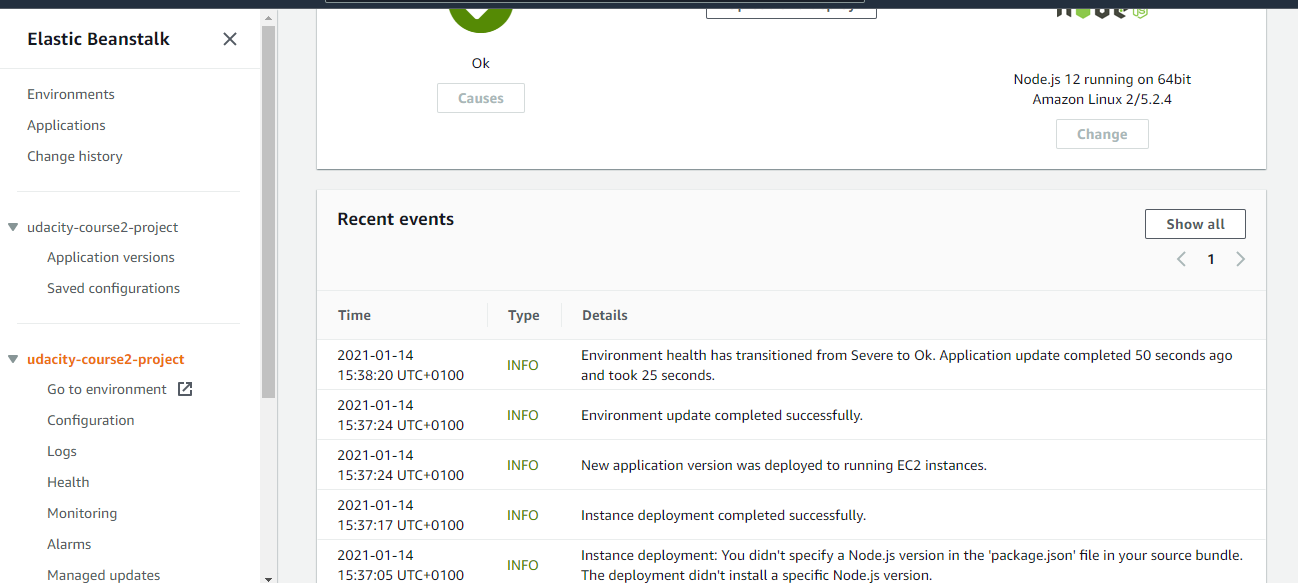 Elastic Beanstalk
Environments
Applications
Change history
udacity-course2-project
Application versions
Saved configurations
udacity-course2-project
Go to environment
Configuration
Logs
Health
Monitoring
Alarms
Managed updates
Ok
Causes
Node.js 12 running on 64bit
Amazon Linux 2/5.2.4
Change
Recent events
Show all
1
Time Type Details
2021-01-14
15:38:20 UTC+0100
INFO
Environment health has transitioned from Severe to Ok. Application update completed 50 seconds ago
and took 25 seconds.
2021-01-14
15:37:24 UTC+0100
INFO
Environment update completed successfully.
2021-01-14
15:37:24 UTC+0100
INFO
New application version was deployed to running EC2 instances.
2021-01-14
15:37:17 UTC+0100
INFO
Instance deployment completed successfully.
2021-01-14
15:37:05 UTC+0100
INFO
Instance deployment: You didn't specify a Node.js version in the 'package.json' file in your source bundle.
The deployment didn't install a specific Node.js version.